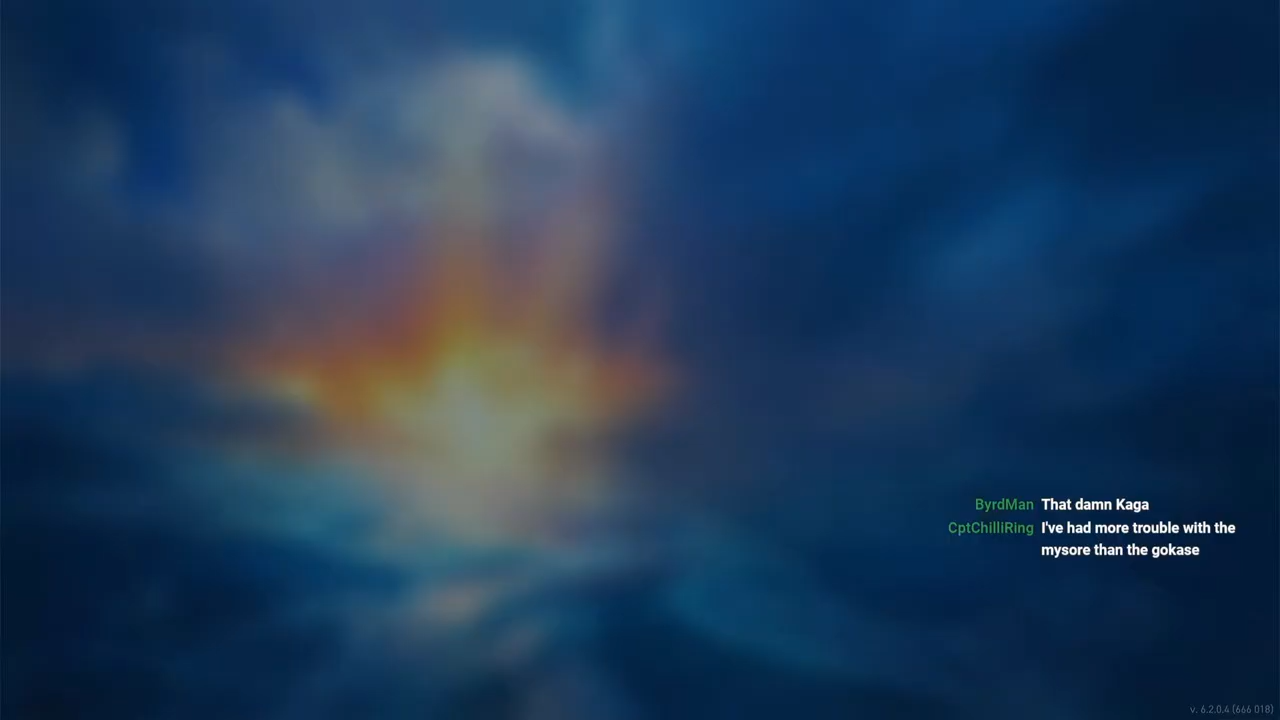 ByrdMan That damn Kaga
CptChilliRing I've had more trouble with the
mysore than the gokase
v. 6.2.0.4 (666 018)